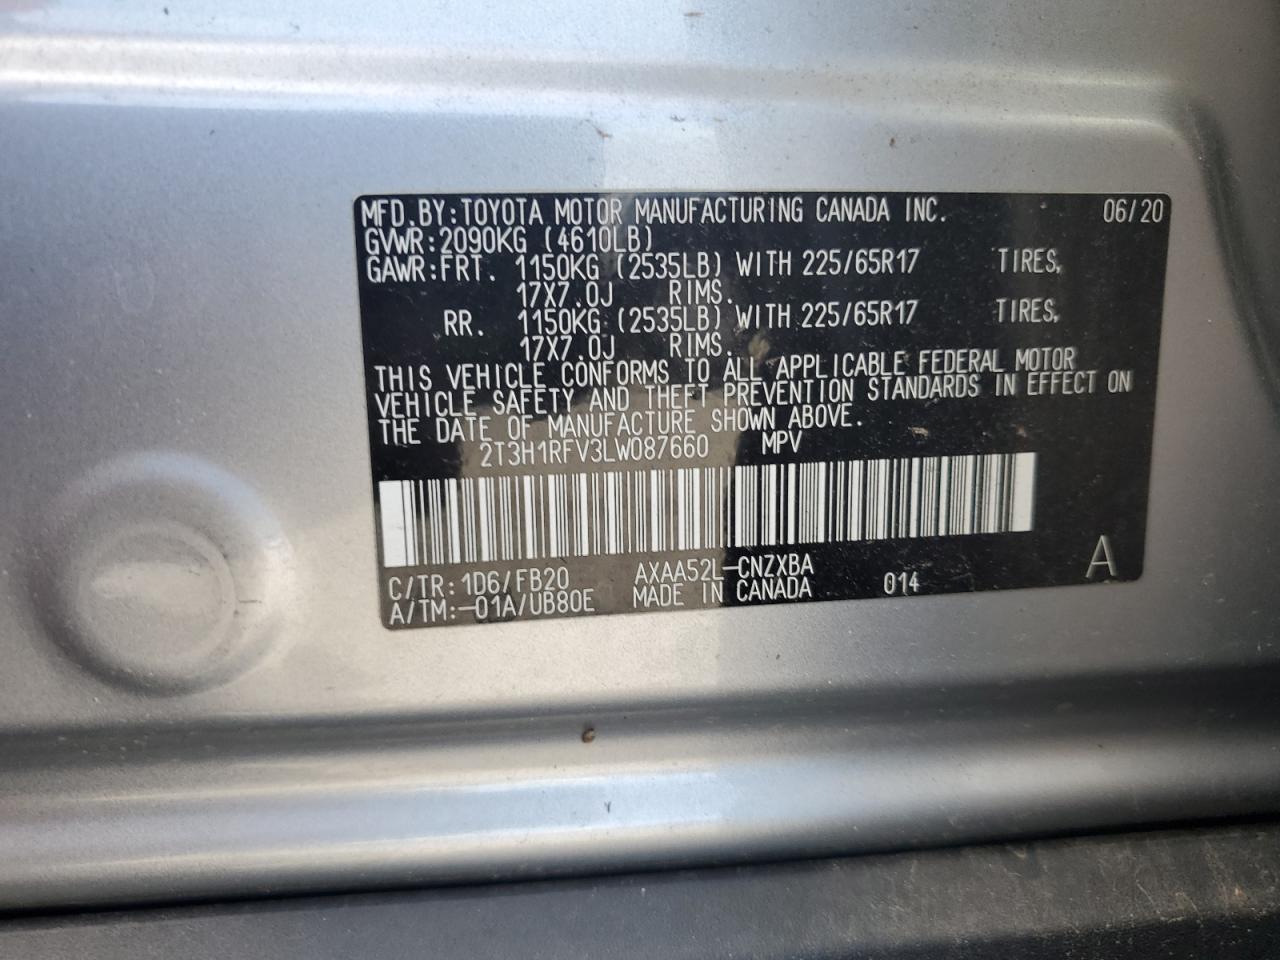 MFD.BY:TOYOTA MOTOR MANUFACTURING CANADA INC. 06/20
GVWR:2090KG (4610LB)
GAWR:FRT. 1150KG (2535LB) WITH 225/65R17 TIRES,
17X7.0J RIMS.
RR. 1150KG (2535LB) WITH 225/65R17 TIRES,
17X7.0J RIMS.
THIS VEHICLE CONFORMS TO ALL APPLICABLE FEDERAL MOTOR
VEHICLE SAFETY AND THEFT PREVENTION STANDARDS IN EFFECT ON
THE DATE OF MANUFACTURE SHOWN ABOVE.
2T3H1RFV3LW087660 MPV
C/TR:1D6/FB20 AXAA52L-CNZXBA
A/TM:-01A/UB80E MADE IN CANADA 014 A